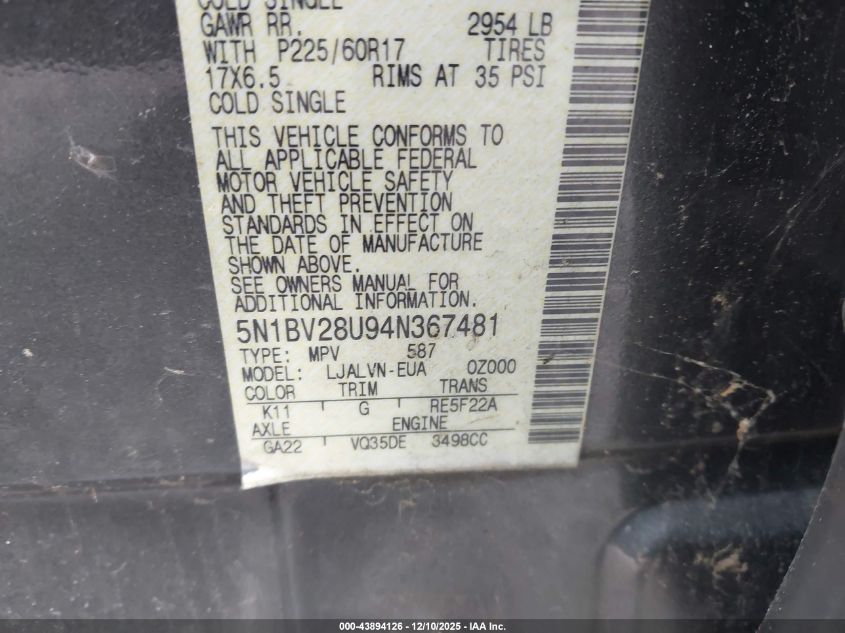 COLD SINGLE
GAWR RR. 2954 LB
WITH P225/60R17 TIRES
17X6.5 RIMS AT 35 PSI
COLD SINGLE
THIS VEHICLE CONFORMS TO
ALL APPLICABLE FEDERAL
MOTOR VEHICLE SAFETY
AND THEFT PREVENTION
STANDARDS IN EFFECT ON
THE DATE OF MANUFACTURE
SHOWN ABOVE.
SEE OWNERS MANUAL FOR
ADDITIONAL INFORMATION.
5N1BV28U94N367481
TYPE: MPV 587
MODEL: LJALVN-EUA 0Z000
COLOR TRIM TRANS
K11 G RE5F22A
AXLE ENGINE
GA22 VQ35DE 3498CC
000-43894126 - 12/10/2025 - IAA Inc.